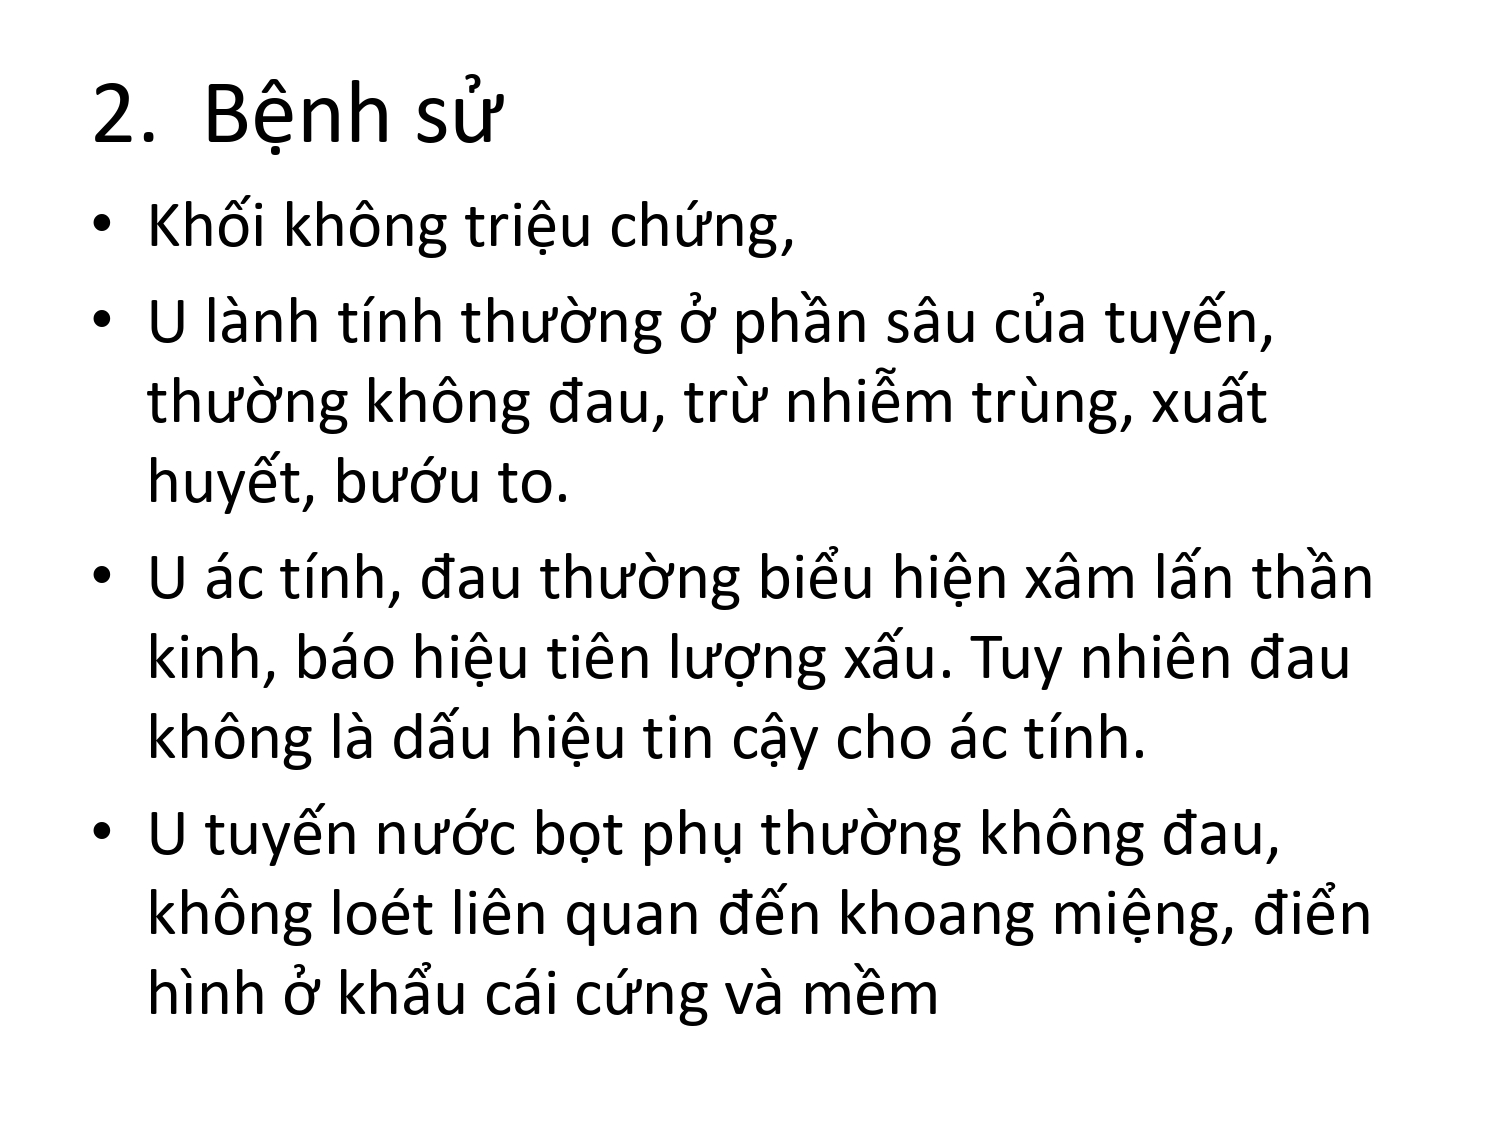 2. Bệnh sử
• Khối không triệu chứng,
• U lành tính thường ở phần sâu của tuyến,
thường không đau, trừ nhiễm trùng, xuất
huyết, bướu to.
• U ác tính, đau thường biểu hiện xâm lấn thần
kinh, báo hiệu tiên lượng xấu. Tuy nhiên đau
không là dấu hiệu tin cậy cho ác tính.
• U tuyến nước bọt phụ thường không đau,
không loét liên quan đến khoang miệng, điển
hình ở khẩu cái cứng và mềm